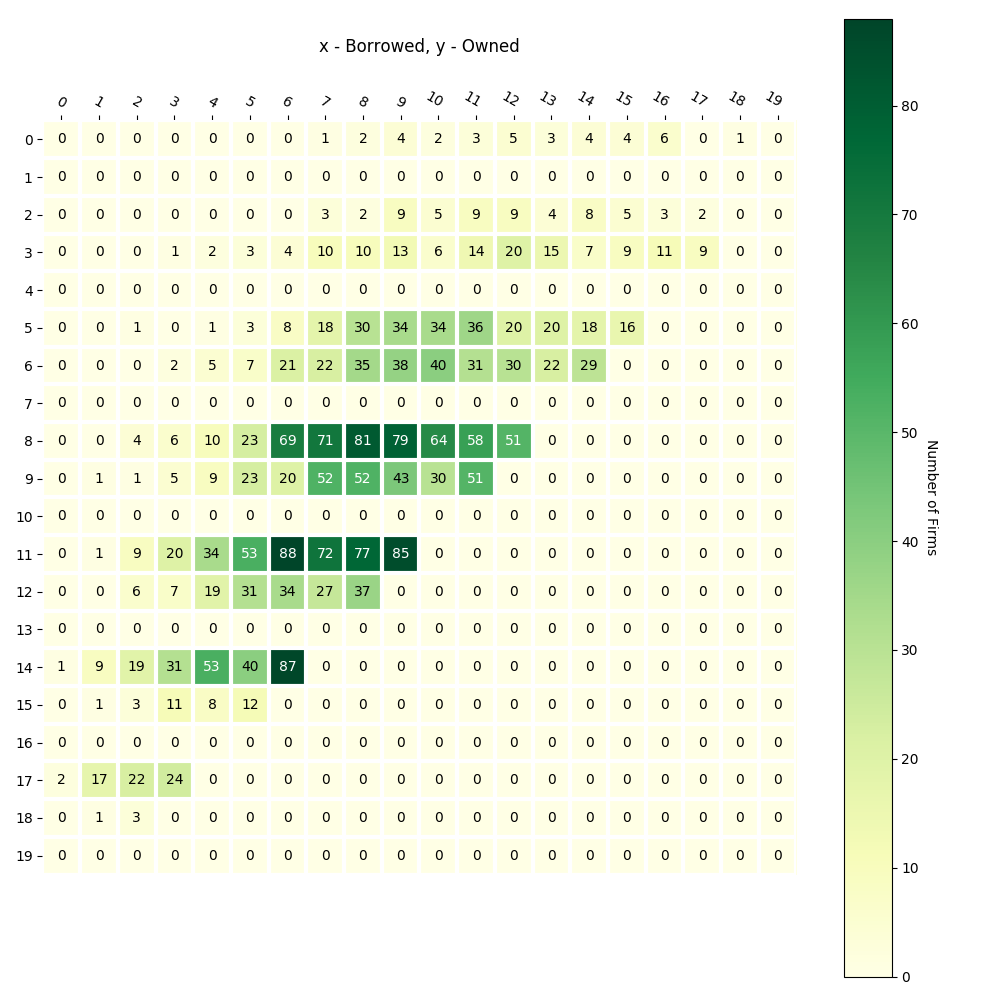 x - Borrowed, y - Owned
0 1 2 3 4 5 6 7 8 9 10 11 12 13 14 15 16 17 18 19
0 0 0 0 0 0 0 0 1 2 4 2 3 5 3 4 4 6 0 1 0
1 0 0 0 0 0 0 0 0 0 0 0 0 0 0 0 0 0 0 0 0
2 0 0 0 0 0 0 0 3 2 9 5 9 9 4 8 5 3 2 0 0
3 0 0 0 1 2 3 4 10 10 13 6 14 20 15 7 9 11 9 0 0
4 0 0 0 0 0 0 0 0 0 0 0 0 0 0 0 0 0 0 0 0
5 0 0 1 0 1 3 8 18 30 34 34 36 20 20 18 16 0 0 0 0
6 0 0 0 2 5 7 21 22 35 38 40 31 30 22 29 0 0 0 0 0
7 0 0 0 0 0 0 0 0 0 0 0 0 0 0 0 0 0 0 0 0
8 0 0 4 6 10 23 69 71 81 79 64 58 51 0 0 0 0 0 0 0
9 0 1 1 5 9 23 20 52 52 43 30 51 0 0 0 0 0 0 0 0
10 0 0 0 0 0 0 0 0 0 0 0 0 0 0 0 0 0 0 0 0
11 0 1 9 20 34 53 88 72 77 85 0 0 0 0 0 0 0 0 0 0
12 0 0 6 7 19 31 34 27 37 0 0 0 0 0 0 0 0 0 0 0
13 0 0 0 0 0 0 0 0 0 0 0 0 0 0 0 0 0 0 0 0
14 1 9 19 31 53 40 87 0 0 0 0 0 0 0 0 0 0 0 0 0
15 0 1 3 11 8 12 0 0 0 0 0 0 0 0 0 0 0 0 0 0
16 0 0 0 0 0 0 0 0 0 0 0 0 0 0 0 0 0 0 0 0
17 2 17 22 24 0 0 0 0 0 0 0 0 0 0 0 0 0 0 0 0
18 0 1 3 0 0 0 0 0 0 0 0 0 0 0 0 0 0 0 0 0
19 0 0 0 0 0 0 0 0 0 0 0 0 0 0 0 0 0 0 0 0
80
70
60
50
40
30
20
10
0
Number of Firms